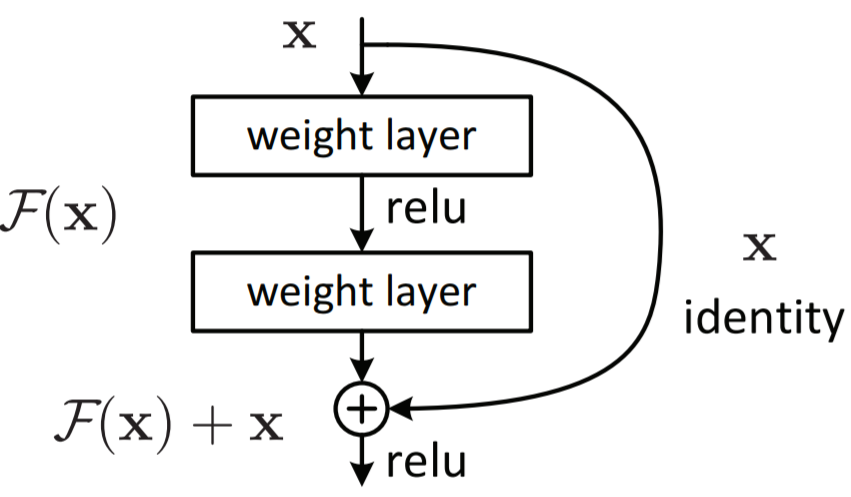 x
weight layer
F(x)
relu
x
weight layer
identity
F(x) + x
+
relu